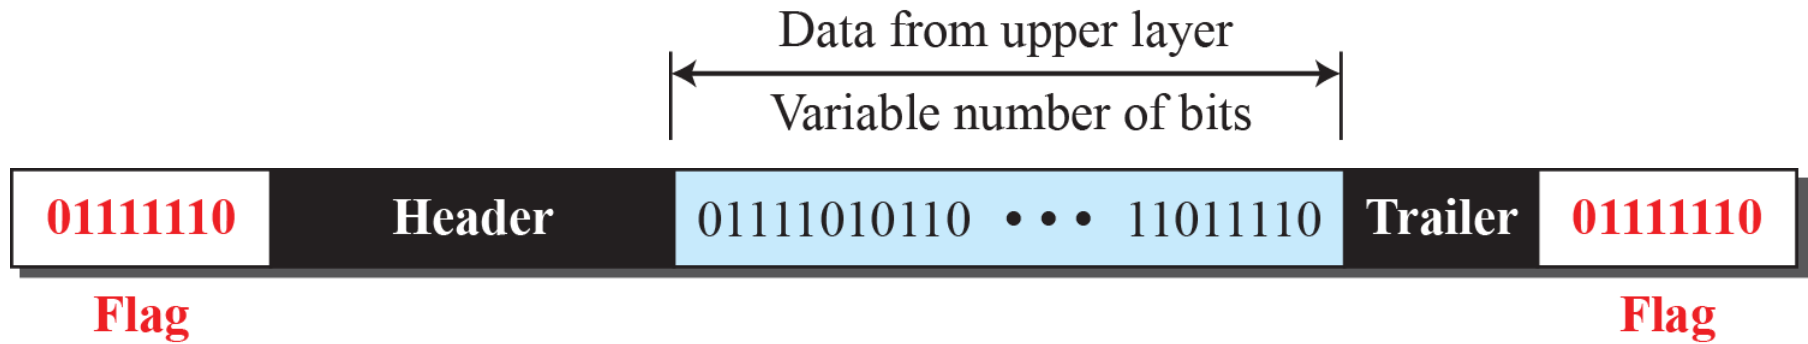 Data from upper layer
Variable number of bits
01111110 Header 01111010110 ••• 11011110 Trailer 01111110
Flag Flag